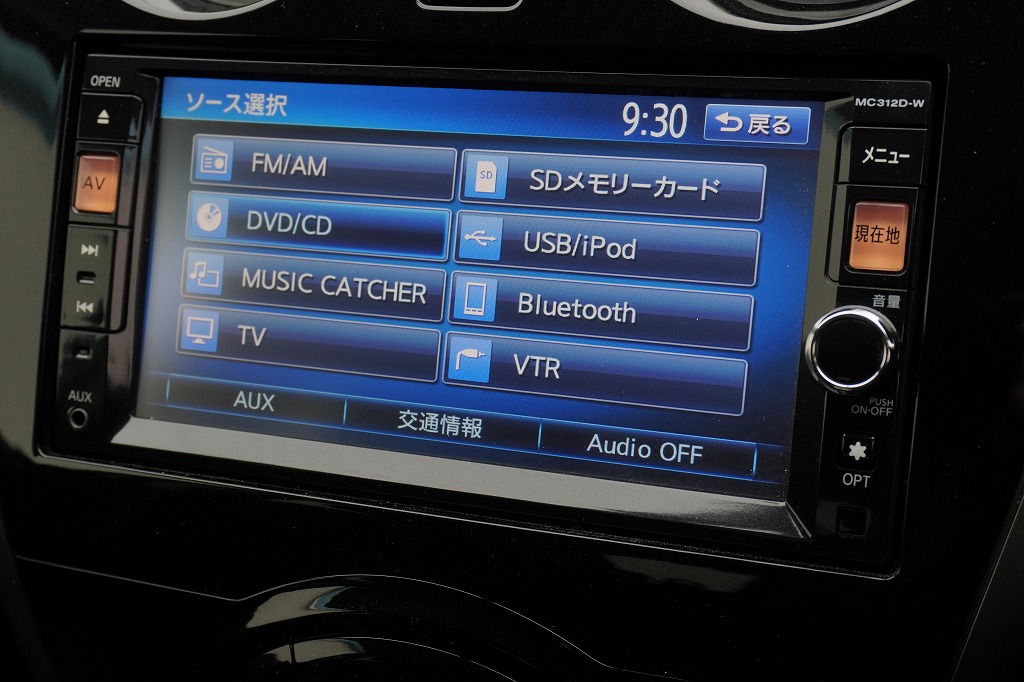 OPEN
MC312D-W
ソース選択
9:30
戻る
メニュー
AV
現在地
FM/AM
SD
SDメモリーカード
DVD/CD
USB/iPod
MUSIC CATCHER
Bluetooth
TV
VTR
音量
AUX
AUX
交通情報
Audio OFF
PUSH
ON-OFF
OPT